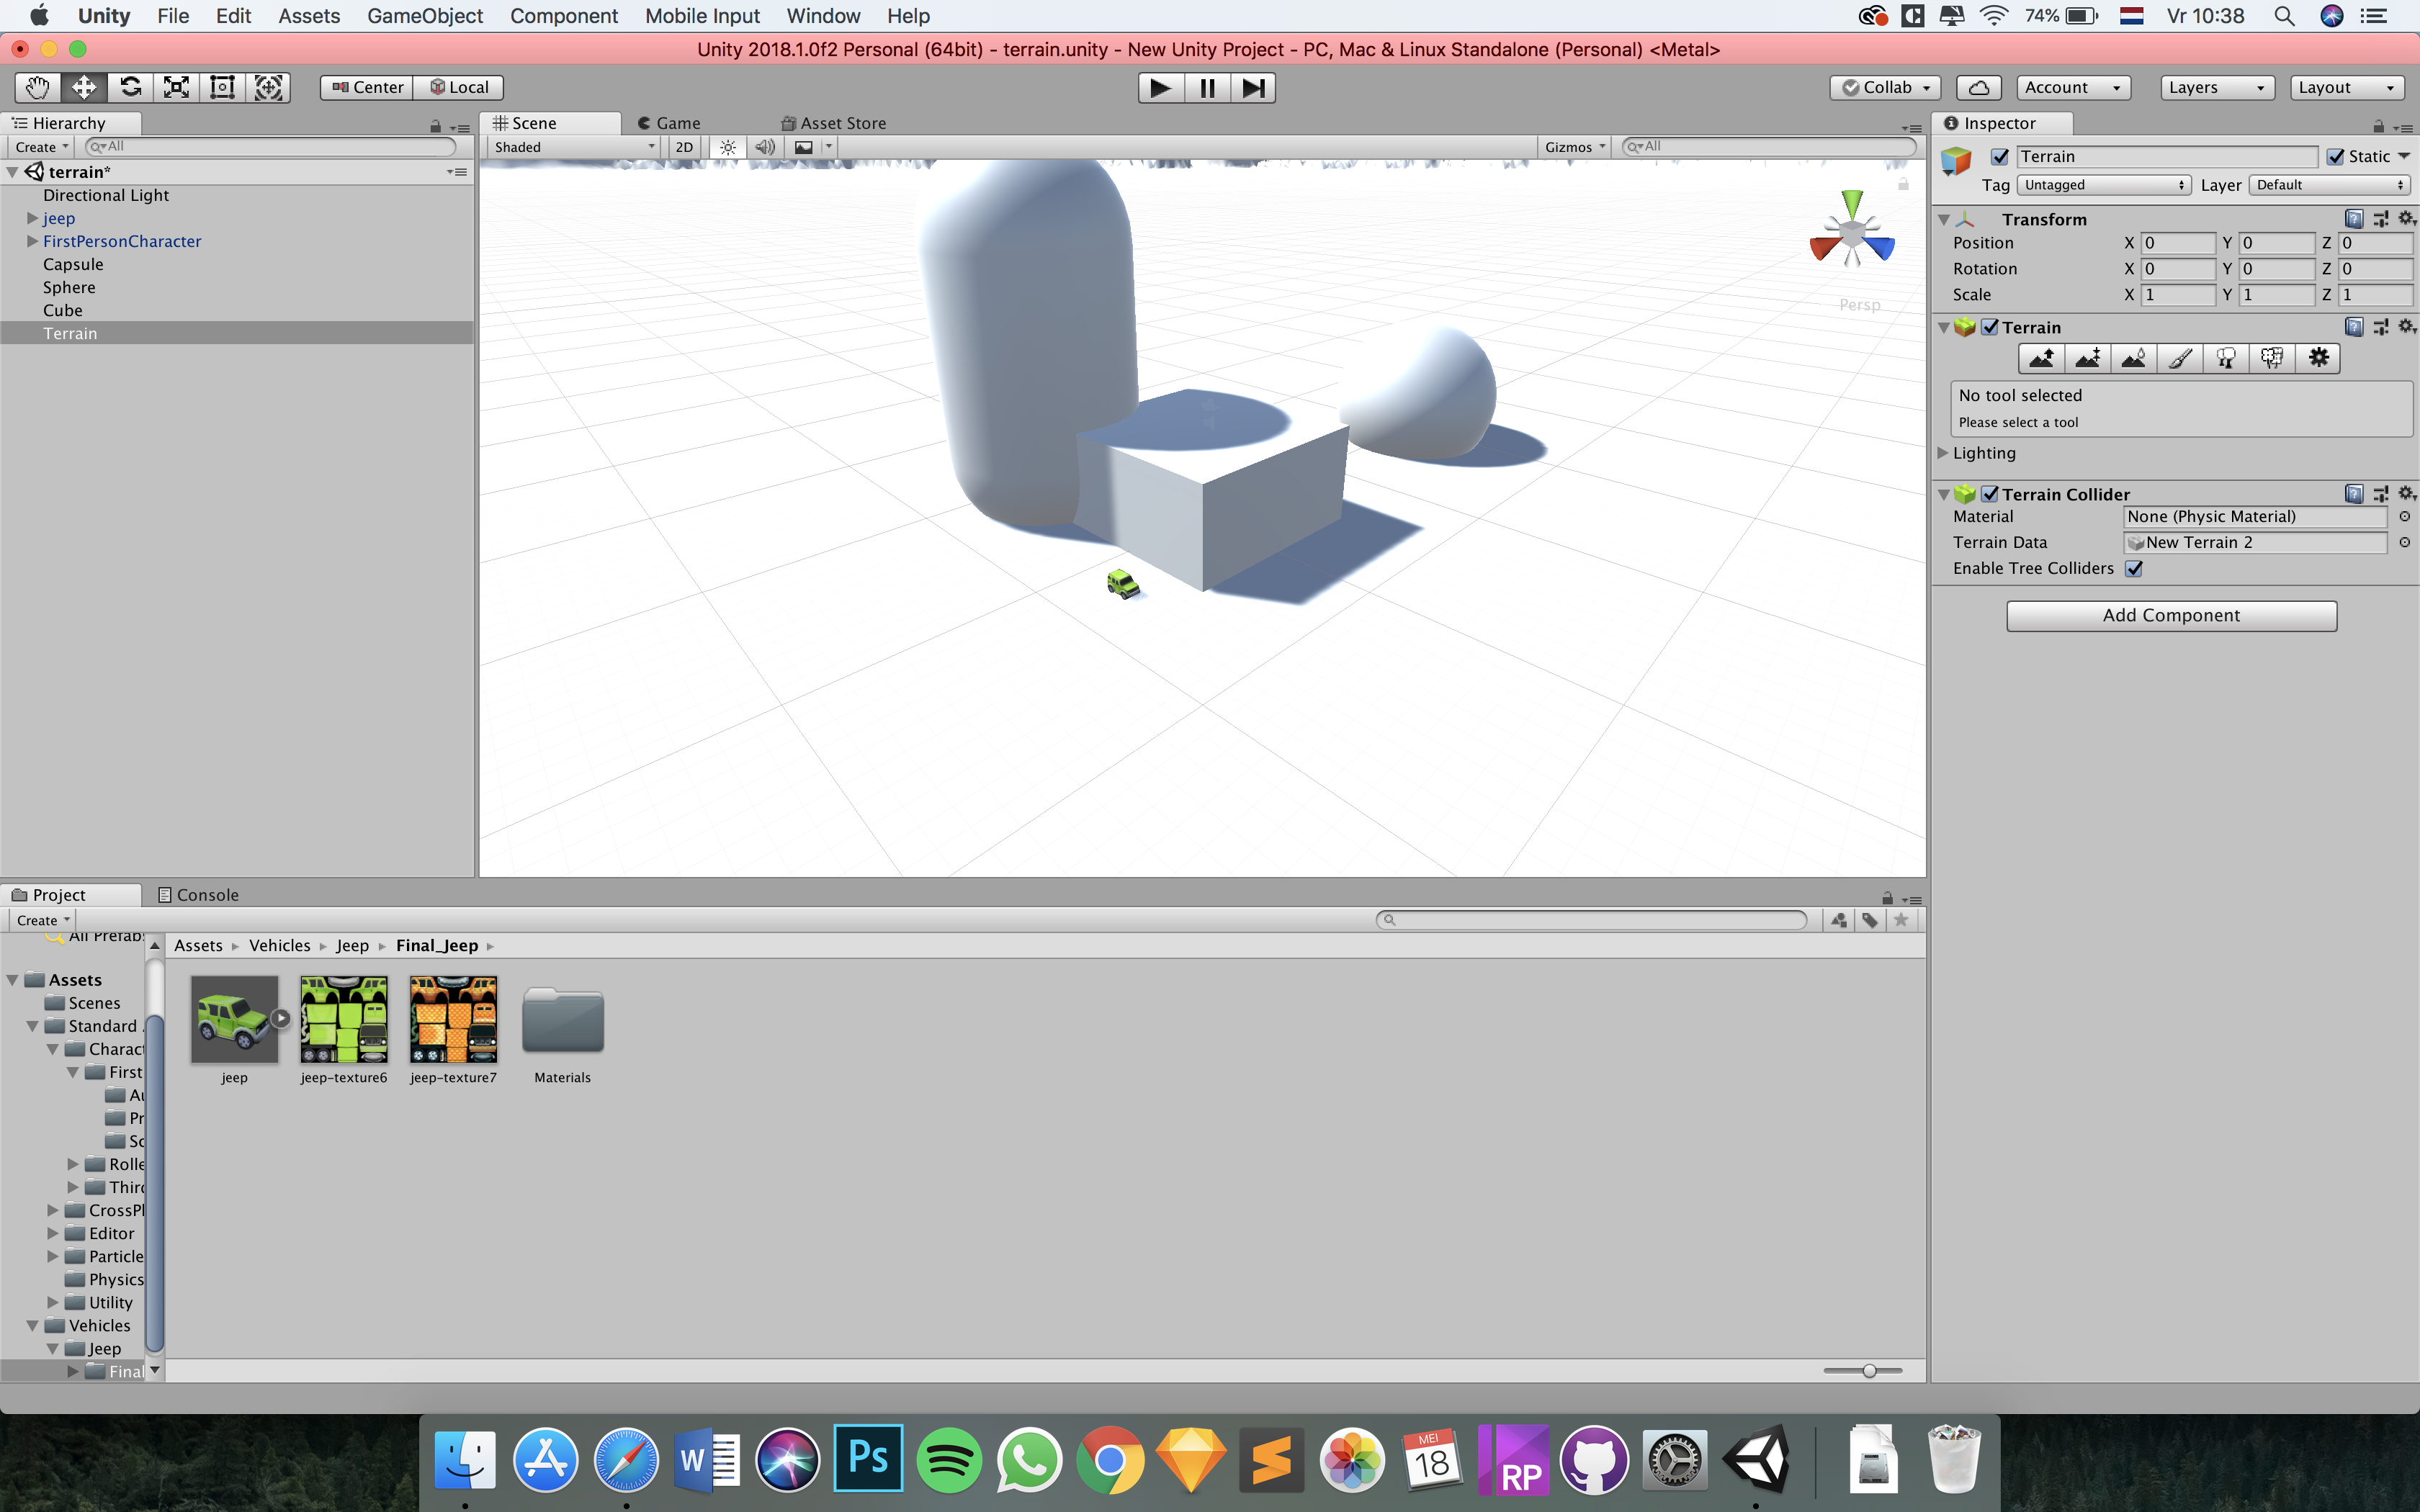 Unity File Edit Assets GameObject Component Mobile Input Window Help 74% Vr 10:38
Unity 2018.1.0f2 Personal (64bit) - terrain.unity - New Unity Project - PC, Mac & Linux Standalone (Personal) <Metal>
Center Local Collab Account Layers Layout
Hierarchy
Create All
terrain*
Directional Light
jeep
FirstPersonCharacter
Capsule
Sphere
Cube
Terrain
Scene Game Asset Store
Shaded 2D Gizmos All
Persp
Inspector
Terrain Static
Tag Untagged Layer Default
Transform
Position X 0 Y 0 Z 0
Rotation X 0 Y 0 Z 0
Scale X 1 Y 1 Z 1
Terrain
No tool selected
Please select a tool
Lighting
Terrain Collider
Material None (Physic Material)
Terrain Data New Terrain 2
Enable Tree Colliders
Add Component
Project Console
Create
All Prefab
Assets
Scenes
Standard
Charact
First
Au
Pr
Sc
Rolle
Third
CrossPl
Editor
Particle
Physics
Utility
Vehicles
Jeep
Final
Assets Vehicles Jeep Final_Jeep
jeep jeep-texture6 jeep-texture7 Materials
W Ps MEI 18 RP